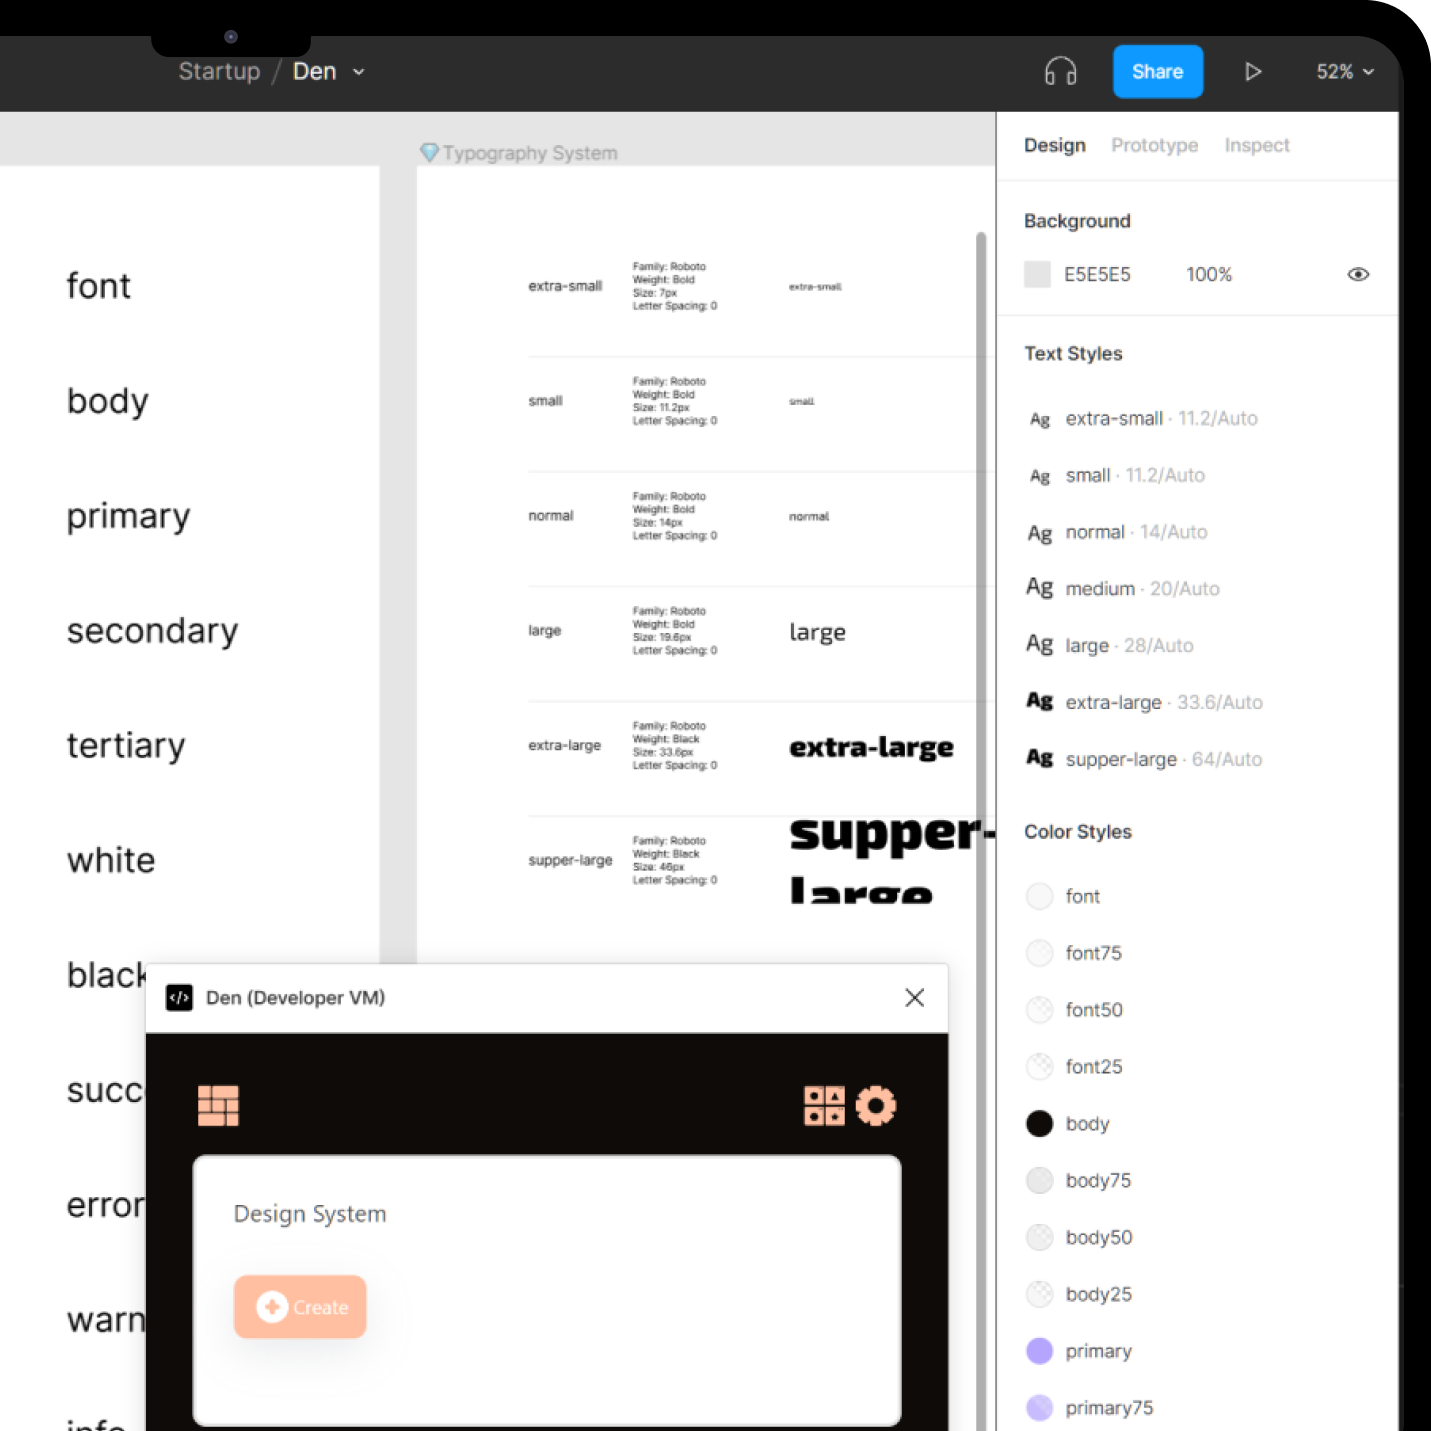 Startup / Den
Share
52%
Typography System
Design Prototype Inspect
Background
E5E5E5 100%
Text Styles
Ag extra-small · 11.2/Auto
Ag small · 11.2/Auto
Ag normal · 14/Auto
Ag medium · 20/Auto
Ag large · 28/Auto
Ag extra-large · 33.6/Auto
Ag supper-large · 64/Auto
Color Styles
font
font75
font50
font25
body
body75
body50
body25
primary
primary75
font
body
primary
secondary
tertiary
white
black
succ
error
warn
info
extra-small
Family: Roboto
Weight: Bold
Size: 7px
Letter Spacing: 0
extra-small
small
Family: Roboto
Weight: Bold
Size: 11.2px
Letter Spacing: 0
small
normal
Family: Roboto
Weight: Bold
Size: 14px
Letter Spacing: 0
normal
large
Family: Roboto
Weight: Bold
Size: 19.6px
Letter Spacing: 0
large
extra-large
Family: Roboto
Weight: Black
Size: 33.6px
Letter Spacing: 0
extra-large
supper-large
Family: Roboto
Weight: Black
Size: 46px
Letter Spacing: 0
supper-
large
</> Den (Developer VM)
Design System
Create